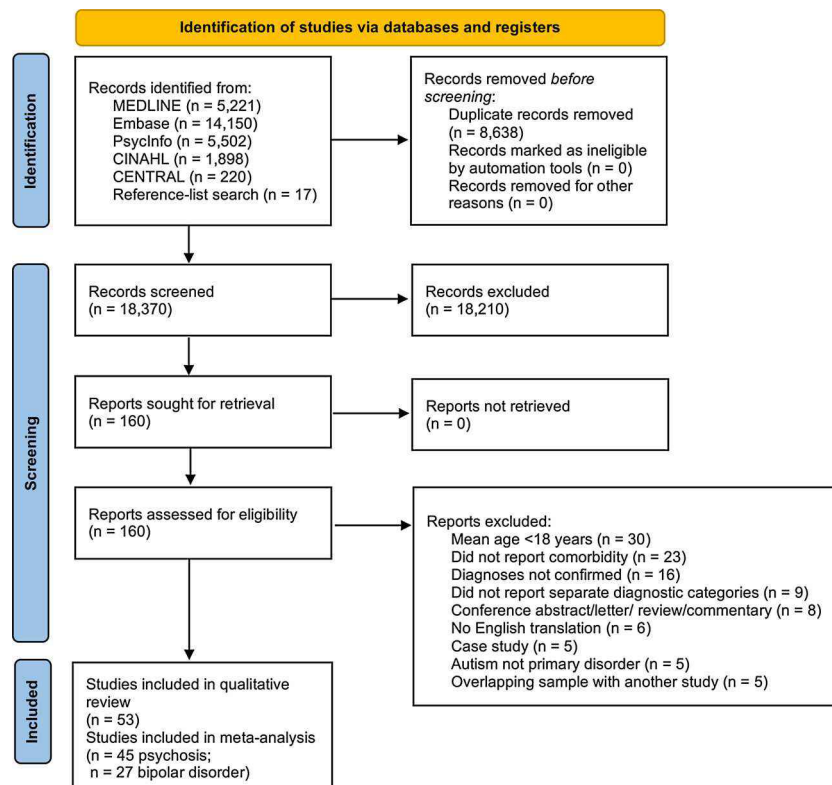 Identification of studies via databases and registers
Identification
Records identified from:
MEDLINE (n = 5,221)
Embase (n = 14,150)
PsycInfo (n = 5,502)
CINAHL (n = 1,898)
CENTRAL (n = 220)
Reference-list search (n = 17)
Records removed before
screening:
Duplicate records removed
(n = 8,638)
Records marked as ineligible
by automation tools (n = 0)
Records removed for other
reasons (n = 0)
Screening
Records screened
(n = 18,370)
Records excluded
(n = 18,210)
Reports sought for retrieval
(n = 160)
Reports not retrieved
(n = 0)
Reports assessed for eligibility
(n = 160)
Reports excluded:
Mean age <18 years (n = 30)
Did not report comorbidity (n = 23)
Diagnoses not confirmed (n = 16)
Did not report separate diagnostic categories (n = 9)
Conference abstract/letter/ review/commentary (n = 8)
No English translation (n = 6)
Case study (n = 5)
Autism not primary disorder (n = 5)
Overlapping sample with another study (n = 5)
Included
Studies included in qualitative
review
(n = 53)
Studies included in meta-analysis
(n = 45 psychosis;
n = 27 bipolar disorder)